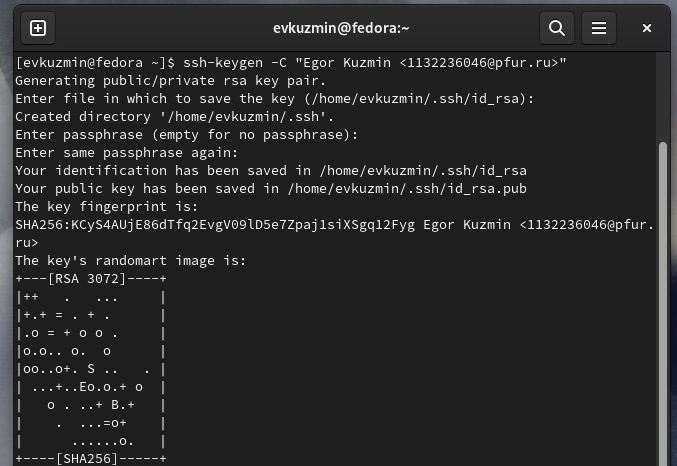 evkuzmin@fedora:~
[evkuzmin@fedora ~]$ ssh-keygen -C "Egor Kuzmin <1132236046@pfur.ru>"
Generating public/private rsa key pair.
Enter file in which to save the key (/home/evkuzmin/.ssh/id_rsa):
Created directory '/home/evkuzmin/.ssh'.
Enter passphrase (empty for no passphrase):
Enter same passphrase again:
Your identification has been saved in /home/evkuzmin/.ssh/id_rsa
Your public key has been saved in /home/evkuzmin/.ssh/id_rsa.pub
The key fingerprint is:
SHA256:KCyS4AUjE86dTfq2EvgV09lD5e7Zpaj1siXSgq12Fyg Egor Kuzmin <1132236046@pfur.
ru>
The key's randomart image is:
+---[RSA 3072]----+
|++   .   ...     |
|+.+ = . + .      |
|.o = + o o .     |
|o.o.. o.  o      |
|oo..o+. S ..   . |
| ...+..Eo.o.+ o  |
|   o . ..+ B.+   |
|    .  ...=o+    |
|      ......o.   |
+----[SHA256]-----+